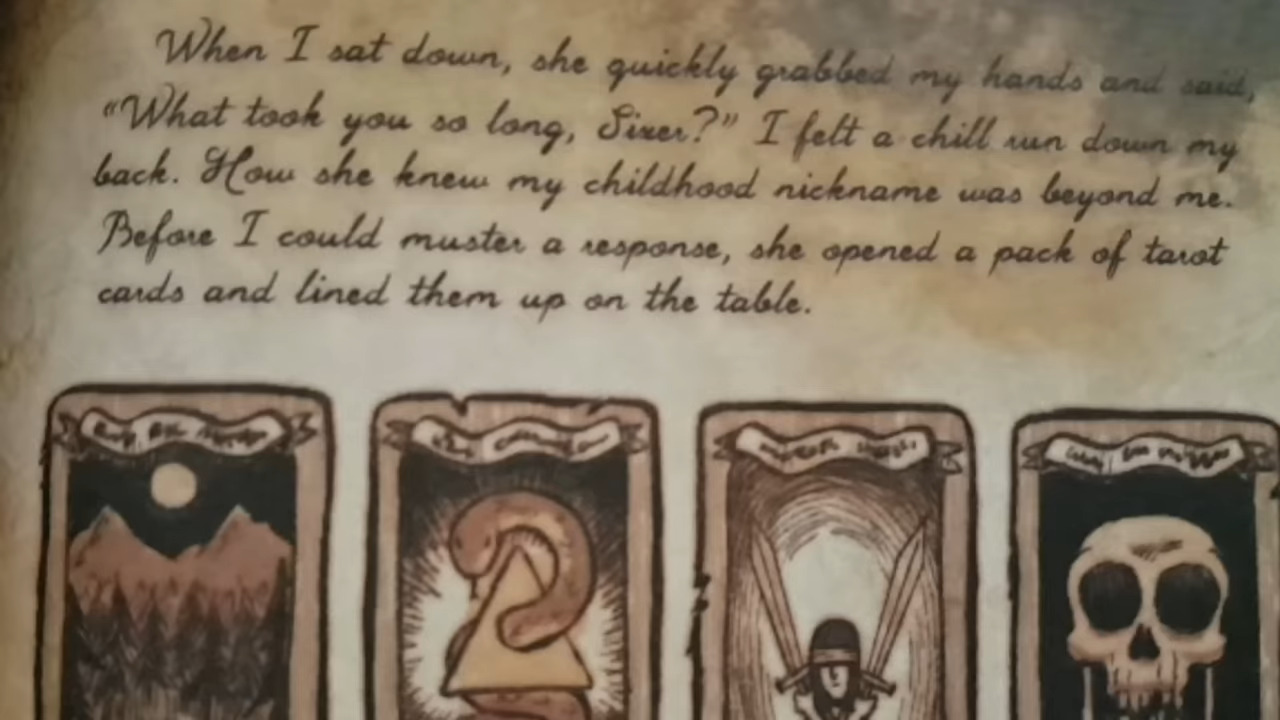 When I sat down, she quickly grabbed my hands and said,
“What took you so long, Sixer?” I felt a chill run down my
back. How she knew my childhood nickname was beyond me.
Before I could muster a response, she opened a pack of tarot
cards and lined them up on the table.